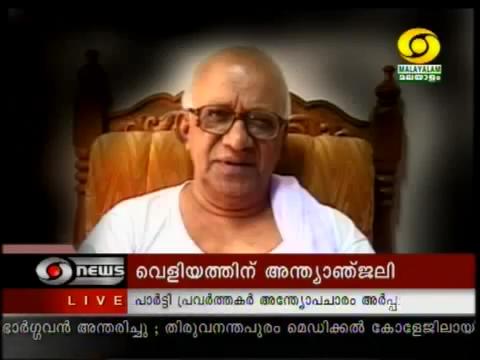 MALAYALAM
മലയാളം
news
വെളിയത്തിന് അന്ത്യാഞ്ജലി
LIVE
പാർട്ടി പ്രവർത്തകർ അന്ത്യോപചാരം അർപ്പ
ഭാർഗ്ഗവൻ അന്തരിച്ചു ; തിരുവനന്തപുരം മെഡിക്കൽ കോളേജിലായ